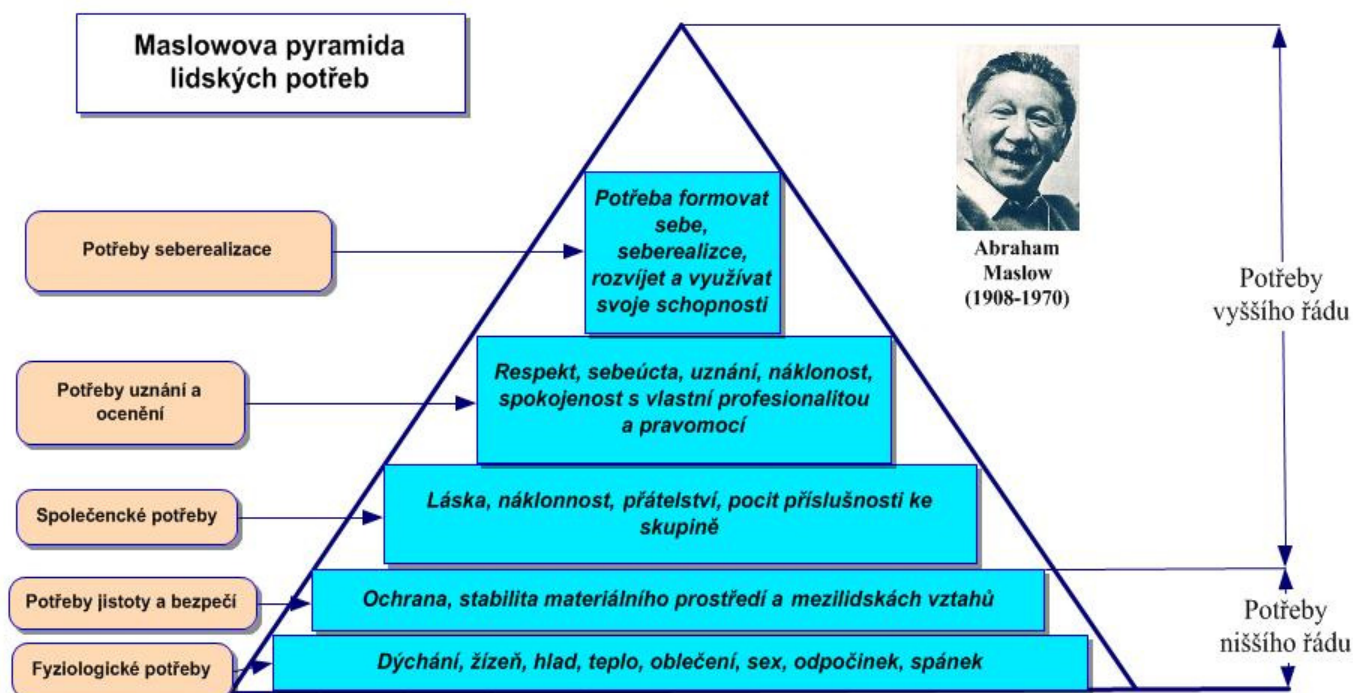 Maslowova pyramida
lidských potřeb
Abraham
Maslow
(1908-1970)
Potřeby
vyššího řádu
Potřeby seberealizace
Potřeba formovat
sebe,
seberealizce,
rozvíjet a využívat
svoje schopnosti
Potřeby uznání a
ocenění
Respekt, sebeúcta, uznání, náklonost,
spokojenost s vlastní profesionalitou
a pravomocí
Společencké potřeby
Láska, náklonnost, přátelství, pocit příslušnosti ke
skupině
Potřeby jistoty a bezpečí
Ochrana, stabilita materiálního prostředí a mezilidskách vztahů
Potřeby
niššího řádu
Fyziologické potřeby
Dýchání, žízeň, hlad, teplo, oblečení, sex, odpočinek, spánek